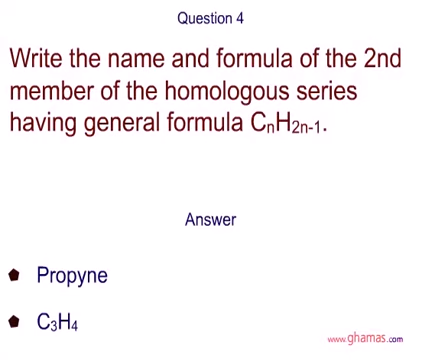 Question 4
Write the name and formula of the 2nd
member of the homologous series
having general formula CₙH₂ₙ₋₁.
Answer
Propyne
C₃H₄
www.ghamas.com